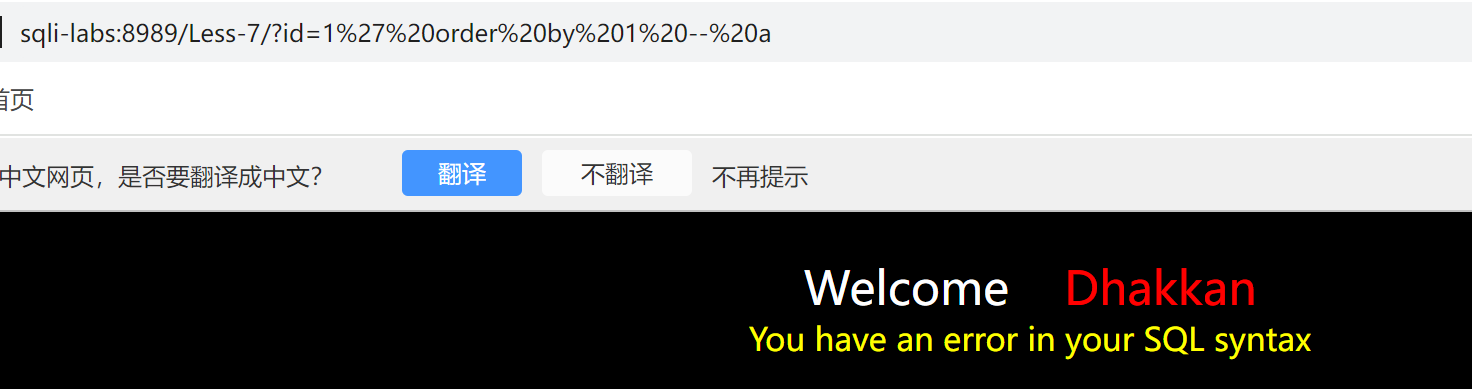 sqli-labs:8989/Less-7/?id=1%27%20order%20by%201%20--%20a
首页
中文网页，是否要翻译成中文？ 翻译 不翻译 不再提示
Welcome Dhakkan
You have an error in your SQL syntax